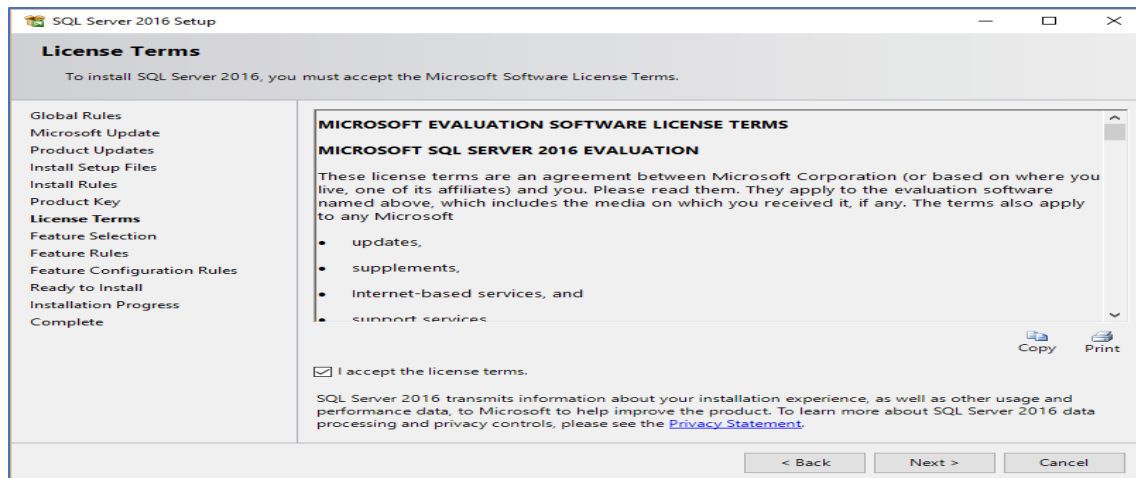 SQL Server 2016 Setup
License Terms
To install SQL Server 2016, you must accept the Microsoft Software License Terms.
Global Rules
Microsoft Update
Product Updates
Install Setup Files
Install Rules
Product Key
License Terms
Feature Selection
Feature Rules
Feature Configuration Rules
Ready to Install
Installation Progress
Complete
MICROSOFT EVALUATION SOFTWARE LICENSE TERMS
MICROSOFT SQL SERVER 2016 EVALUATION
These license terms are an agreement between Microsoft Corporation (or based on where you
live, one of its affiliates) and you. Please read them. They apply to the evaluation software
named above, which includes the media on which you received it, if any. The terms also apply
to any Microsoft
• updates,
• supplements,
• Internet-based services, and
• support services
Copy Print
I accept the license terms.
SQL Server 2016 transmits information about your installation experience, as well as other usage and
performance data, to Microsoft to help improve the product. To learn more about SQL Server 2016 data
processing and privacy controls, please see the Privacy Statement.
< Back Next > Cancel